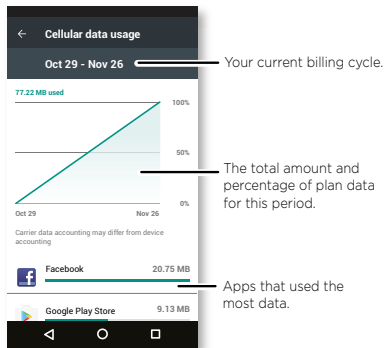 Cellular data usage
Oct 29 - Nov 26
Your current billing cycle.
77.22 MB used
100%
50%
The total amount and
percentage of plan data
for this period.
0%
Oct 29
Nov 26
Carrier data accounting may differ from device
accounting
Facebook
20.75 MB
Apps that used the
most data.
Google Play Store
9.13 MB